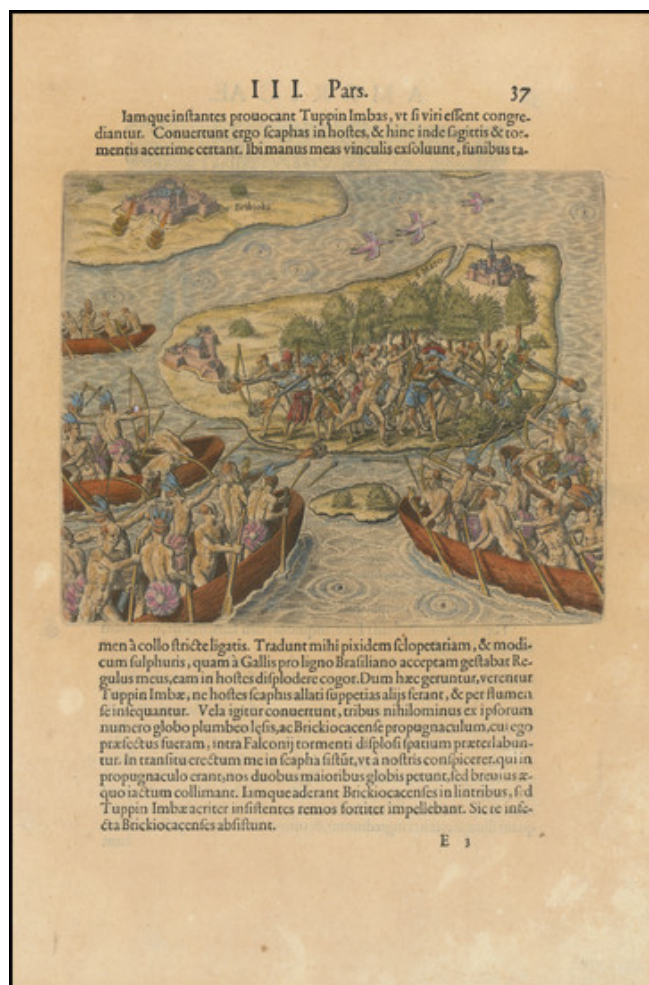 III. Pars. 37
Iamque inſtantes prouocant Tuppin Imbas, vt ſi viri eſſent congre-
diantur. Conuertunt ergo ſcaphas in hoſtes, & hinc inde ſagittis & tor-
mentis acerrime certant. Ibi manus meas vinculis exſoluunt, funibus ta-
Brikioka
S. Maro
men à collo ſtricte ligatis. Tradunt mihi pixidem ſclopetariam, & modi-
cum ſulphuris, quam à Gallis pro ligno Braſiliano acceptam geſtabat Re-
gulus meus, eam in hoſtes diſplodere cogor. Dum hæc geruntur, verentur
Tuppin Imbæ, ne hoſtes ſcaphis allati ſuppetias alijs ferant, & per flumen
ſe inſequantur. Vela igitur conuertunt, tribus nihilominus ex ipſorum
numero globo plumbeo lęſis, ac Brickiocacenſe propugnaculum, cui ego
præfectus fueram, intra Falconij tormenti diſploſi ſpatium præterlabun-
tur. In tranſitu erectum me in ſcapha ſiſtūt, vt à noſtris conſpicerer. qui in
propugnaculo erant, nos duobus maioribus globis petunt, ſed breuius æ-
quo iactum collimant. Iamque aderant Brickiocacenſes in lintribus, ſed
Tuppin Imbæ acriter inſiſtentes remos fortiter impellebant. Sic re infe-
cta Brickiocacenſes abſiſtunt.
E 3